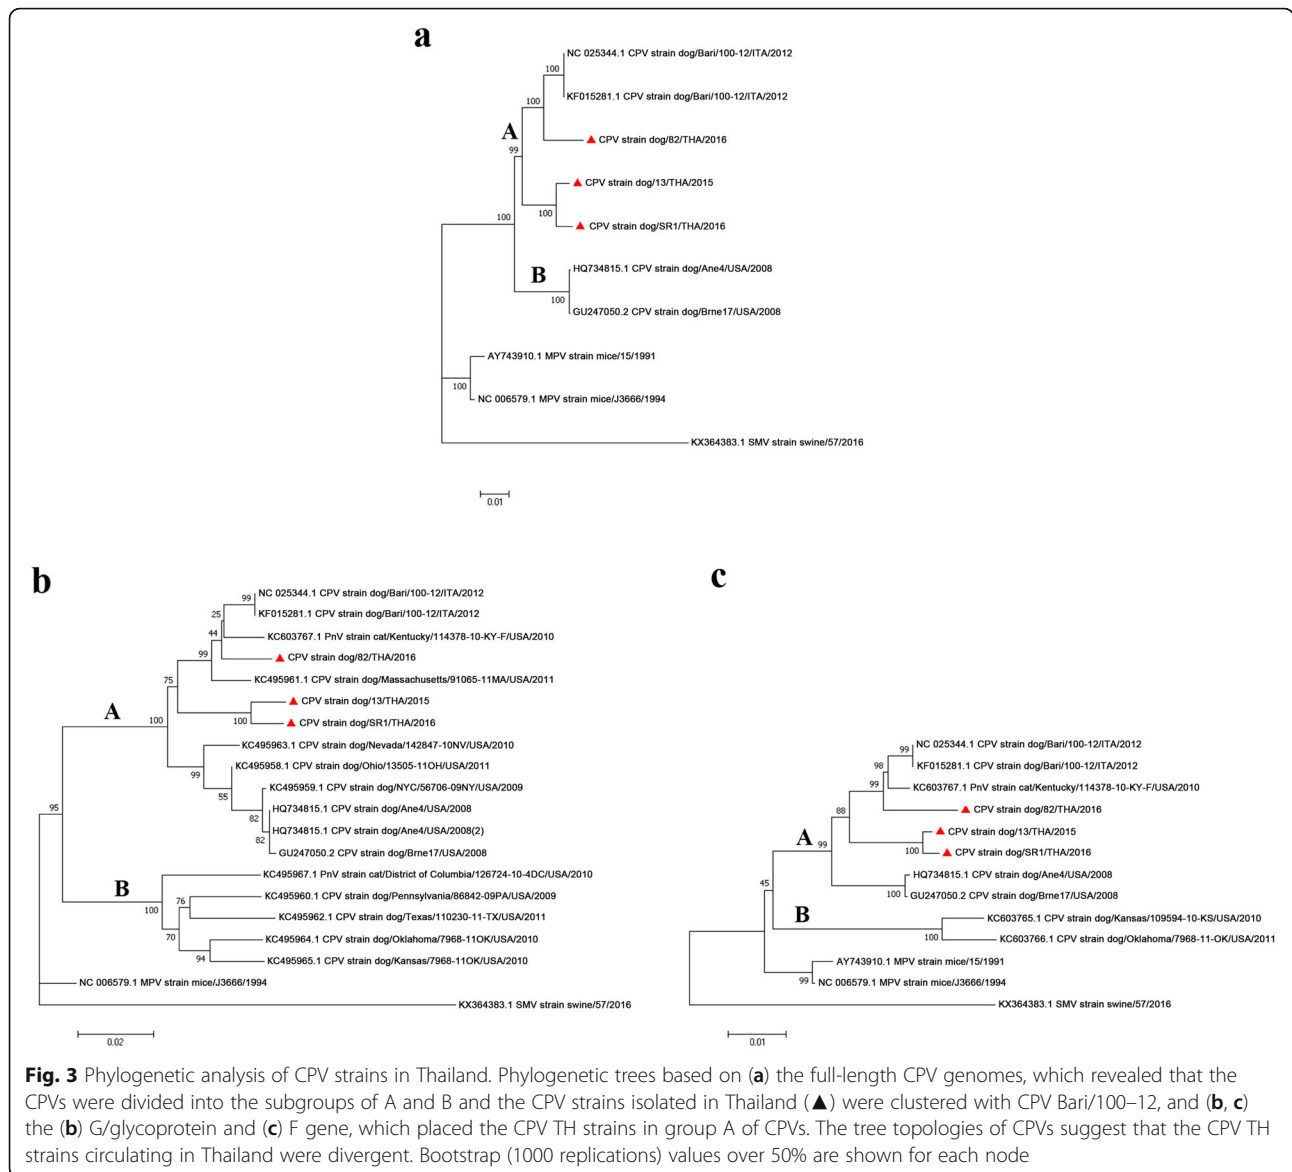 a
NC 025344.1 CPV strain dog/Bari/100-12/ITA/2012
100
KF015281.1 CPV strain dog/Bari/100-12/ITA/2012
100
A
▲ CPV strain dog/82/THA/2016
99
▲ CPV strain dog/13/THA/2015
100
100
▲ CPV strain dog/SR1/THA/2016
B
HQ734815.1 CPV strain dog/Ane4/USA/2008
100
GU247050.2 CPV strain dog/Brne17/USA/2008
AY743910.1 MPV strain mice/15/1991
100
NC 006579.1 MPV strain mice/J3666/1994
KX364383.1 SMV strain swine/57/2016
0.01
b
NC 025344.1 CPV strain dog/Bari/100-12/ITA/2012
99
KF015281.1 CPV strain dog/Bari/100-12/ITA/2012
25
KC603767.1 PnV strain cat/Kentucky/114378-10-KY-F/USA/2010
44
▲ CPV strain dog/82/THA/2016
99
KC495961.1 CPV strain dog/Massachusetts/91065-11MA/USA/2011
75
▲ CPV strain dog/13/THA/2015
A
100
100
▲ CPV strain dog/SR1/THA/2016
KC495963.1 CPV strain dog/Nevada/142847-10NV/USA/2010
99
KC495958.1 CPV strain dog/Ohio/13505-11OH/USA/2011
KC495959.1 CPV strain dog/NYC/56706-09NY/USA/2009
55
HQ734815.1 CPV strain dog/Ane4/USA/2008
95
82
HQ734815.1 CPV strain dog/Ane4/USA/2008(2)
82
GU247050.2 CPV strain dog/Brne17/USA/2008
KC495967.1 PnV strain cat/District of Columbia/126724-10-4DC/USA/2010
B
100
KC495960.1 CPV strain dog/Pennsylvania/86842-09PA/USA/2009
76
KC495962.1 CPV strain dog/Texas/110230-11-TX/USA/2011
70
KC495964.1 CPV strain dog/Oklahoma/7968-11OK/USA/2010
94
KC495965.1 CPV strain dog/Kansas/7968-11OK/USA/2010
NC 006579.1 MPV strain mice/J3666/1994
KX364383.1 SMV strain swine/57/2016
0.02
c
NC 025344.1 CPV strain dog/Bari/100-12/ITA/2012
99
KF015281.1 CPV strain dog/Bari/100-12/ITA/2012
98
KC603767.1 PnV strain cat/Kentucky/114378-10-KY-F/USA/2010
99
▲ CPV strain dog/82/THA/2016
88
▲ CPV strain dog/13/THA/2015
A
99
100
▲ CPV strain dog/SR1/THA/2016
HQ734815.1 CPV strain dog/Ane4/USA/2008
45
100
GU247050.2 CPV strain dog/Brne17/USA/2008
B
KC603765.1 CPV strain dog/Kansas/109594-10-KS/USA/2010
100
KC603766.1 CPV strain dog/Oklahoma/7968-11-OK/USA/2011
AY743910.1 MPV strain mice/15/1991
99
NC 006579.1 MPV strain mice/J3666/1994
KX364383.1 SMV strain swine/57/2016
0.01
Fig. 3 Phylogenetic analysis of CPV strains in Thailand. Phylogenetic trees based on (a) the full-length CPV genomes, which revealed that the
CPVs were divided into the subgroups of A and B and the CPV strains isolated in Thailand (▲) were clustered with CPV Bari/100–12, and (b, c)
the (b) G/glycoprotein and (c) F gene, which placed the CPV TH strains in group A of CPVs. The tree topologies of CPVs suggest that the CPV TH
strains circulating in Thailand were divergent. Bootstrap (1000 replications) values over 50% are shown for each node